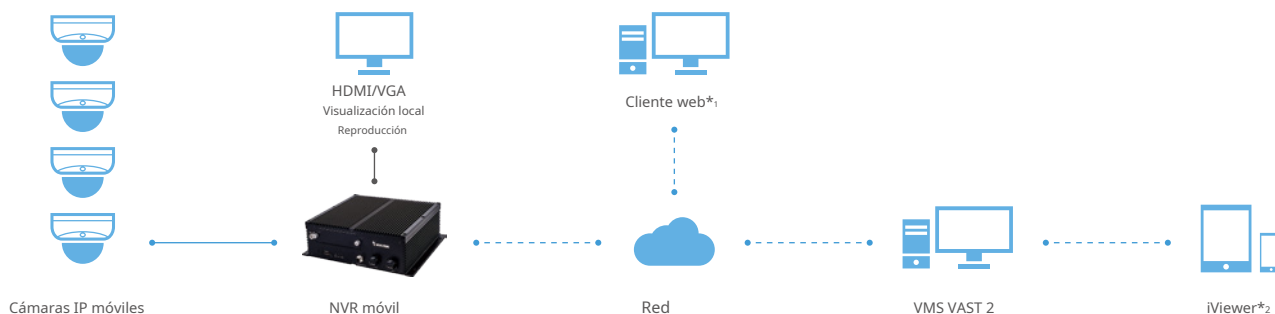 HDMI/VGA
Visualización local
Reproducción
Cliente web*1
Cámaras IP móviles
NVR móvil
Red
VMS VAST 2
iViewer*2